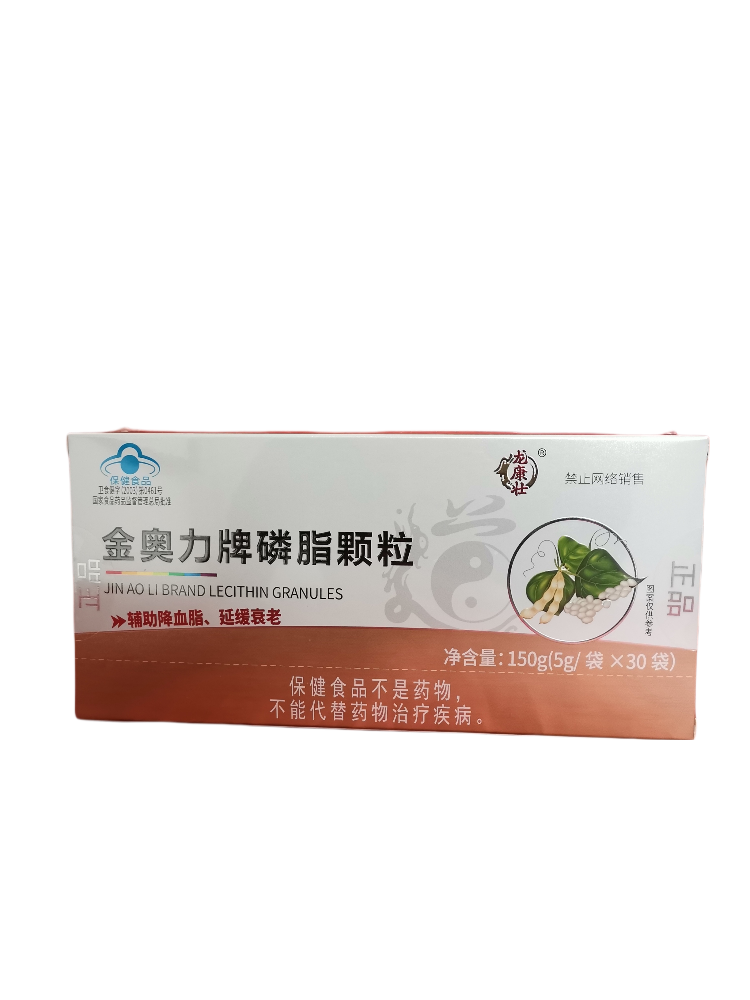 保健食品
卫食健字(2003)第0461号
国家食品药品监督管理总局批准
龙康壮®
禁止网络销售
金奥力牌磷脂颗粒
JIN AO LI BRAND LECITHIN GRANULES
辅助降血脂、延缓衰老
正品
正品
图案仅供参考
净含量:150g(5g/袋×30袋)
保健食品不是药物,
不能代替药物治疗疾病。